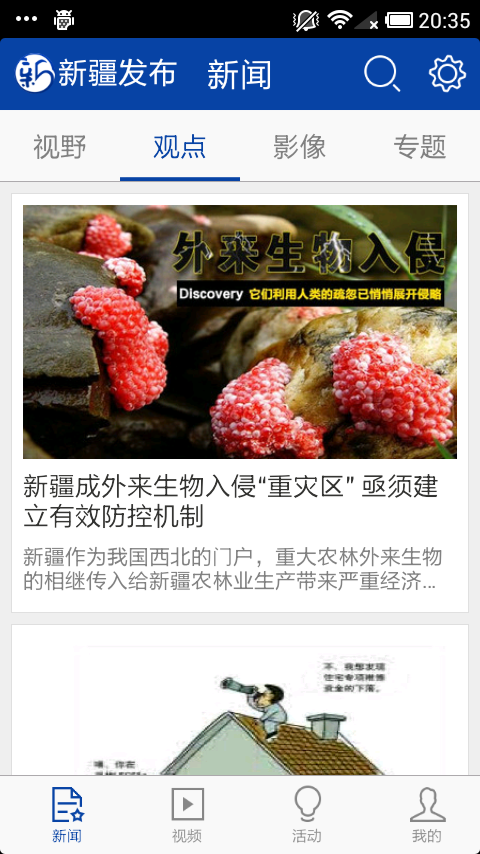 20:35
新疆发布 新闻
视野 观点 影像 专题
外来生物入侵
Discovery 它们利用人类的疏忽已悄悄展开侵略
新疆成外来生物入侵“重灾区” 亟须建
立有效防控机制
新疆作为我国西北的门户，重大农林外来生物
的相继传入给新疆农林业生产带来严重经济...
不，我想发现
住宅专项维修
资金的下落。
噢，你在
新闻 视频 活动 我的